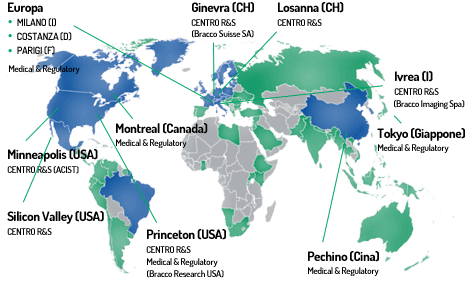 Europa
• MILANO (I)
• COSTANZA (D)
• PARIGI (F)
Medical & Regulatory
Ginevra (CH)
CENTRO R&S
(Bracco Suisse SA)
Losanna (CH)
CENTRO R&S
Ivrea (I)
CENTRO R&S
(Bracco Imaging Spa)
Montreal (Canada)
Medical & Regulatory
Tokyo (Giappone)
Medical & Regulatory
Minneapolis (USA)
CENTRO R&S (ACIST)
Silicon Valley (USA)
CENTRO R&S
Princeton (USA)
CENTRO R&S
Medical & Regulatory
(Bracco Research USA)
Pechino (Cina)
Medical & Regulatory